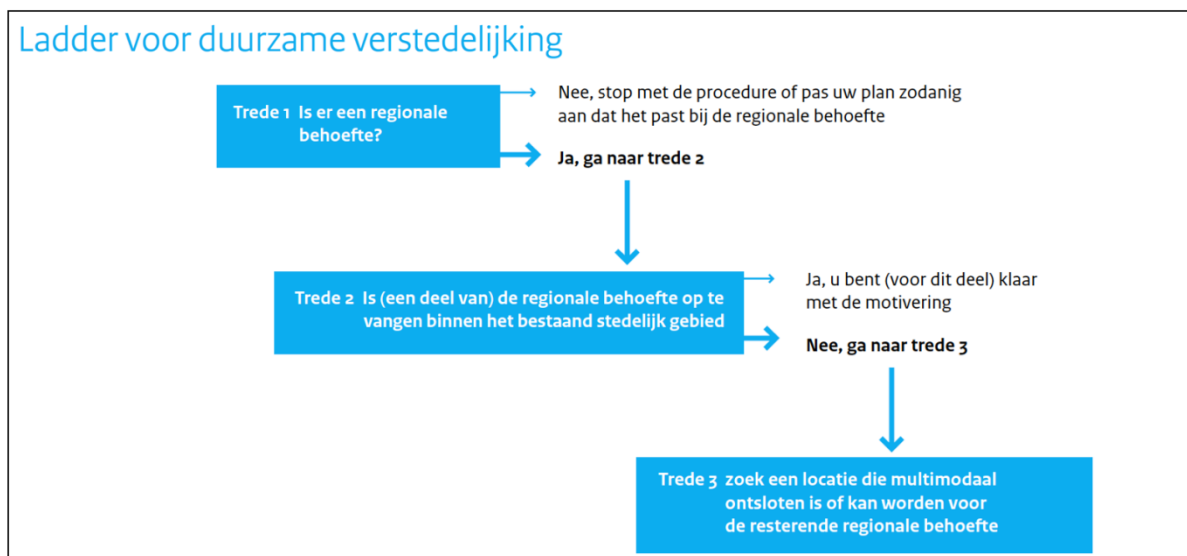 Ladder voor duurzame verstedelijking
Trede 1 Is er een regionale
behoefte?
Nee, stop met de procedure of pas uw plan zodanig
aan dat het past bij de regionale behoefte
Ja, ga naar trede 2
Trede 2 Is (een deel van) de regionale behoefte op te
vangen binnen het bestaand stedelijk gebied
Ja, u bent (voor dit deel) klaar
met de motivering
Nee, ga naar trede 3
Trede 3 zoek een locatie die multimodaal
ontsloten is of kan worden voor
de resterende regionale behoefte